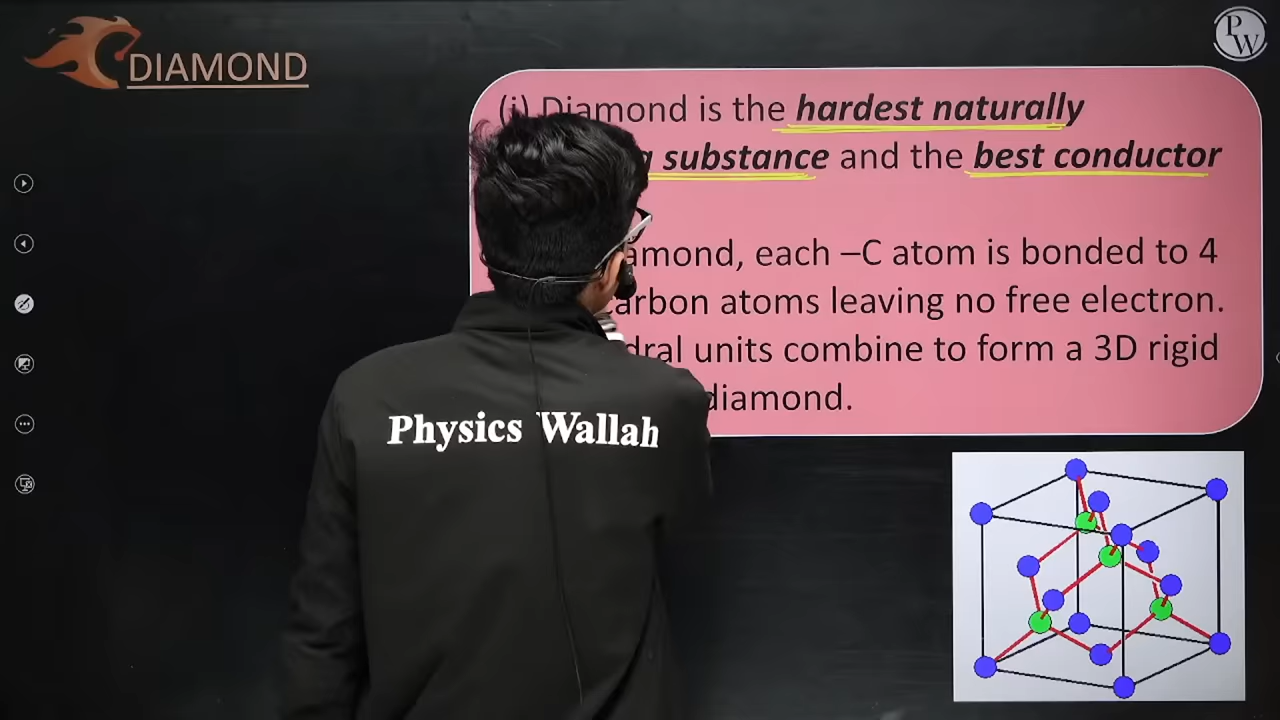 DIAMOND
PW
(i) Diamond is the hardest naturally
substance and the best conductor
amond, each –C atom is bonded to 4
arbon atoms leaving no free electron.
dral units combine to form a 3D rigid
diamond.
Physics Wallah